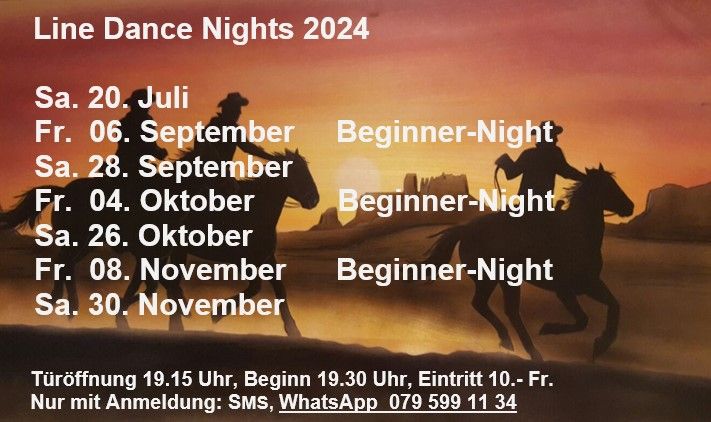 Line Dance Nights 2024
Sa. 20. Juli
Fr. 06. September Beginner-Night
Sa. 28. September
Fr. 04. Oktober Beginner-Night
Sa. 26. Oktober
Fr. 08. November Beginner-Night
Sa. 30. November
Türöffnung 19.15 Uhr, Beginn 19.30 Uhr, Eintritt 10.- Fr.
Nur mit Anmeldung: SMS, WhatsApp 079 599 11 34